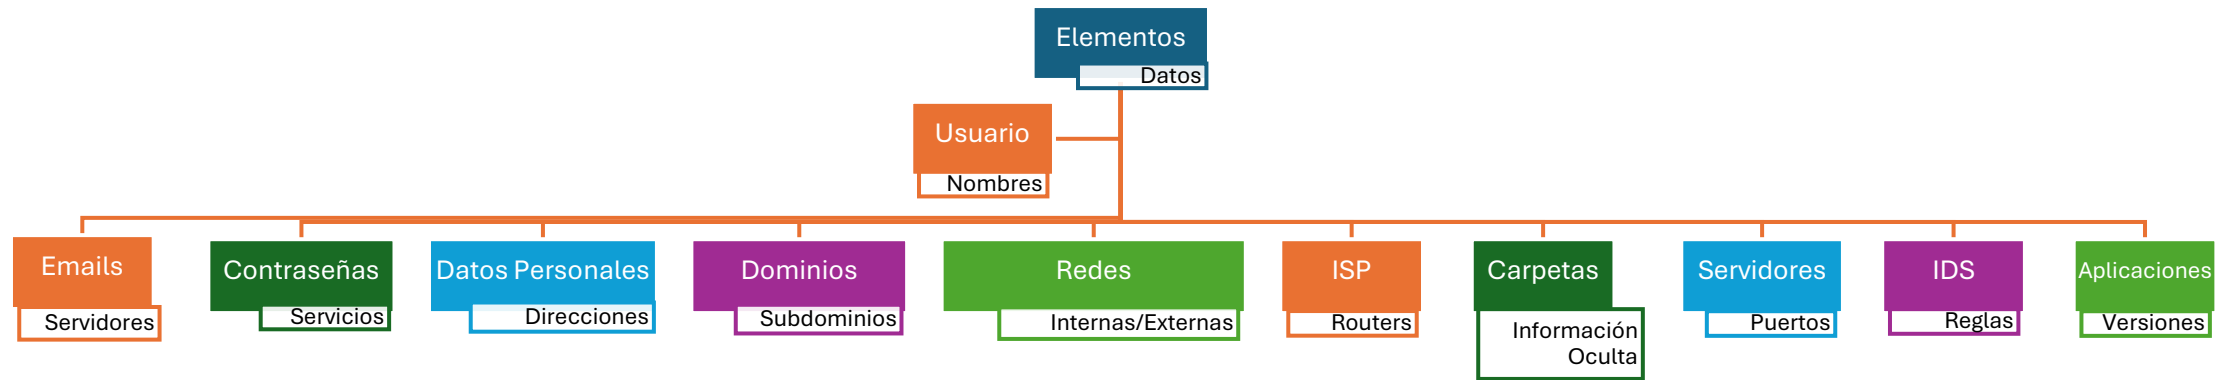 Elementos
Datos
Usuario
Nombres
Emails
Servidores
Contraseñas
Servicios
Datos Personales
Direcciones
Dominios
Subdominios
Redes
Internas/Externas
ISP
Routers
Carpetas
Información
Oculta
Servidores
Puertos
IDS
Reglas
Aplicaciones
Versiones